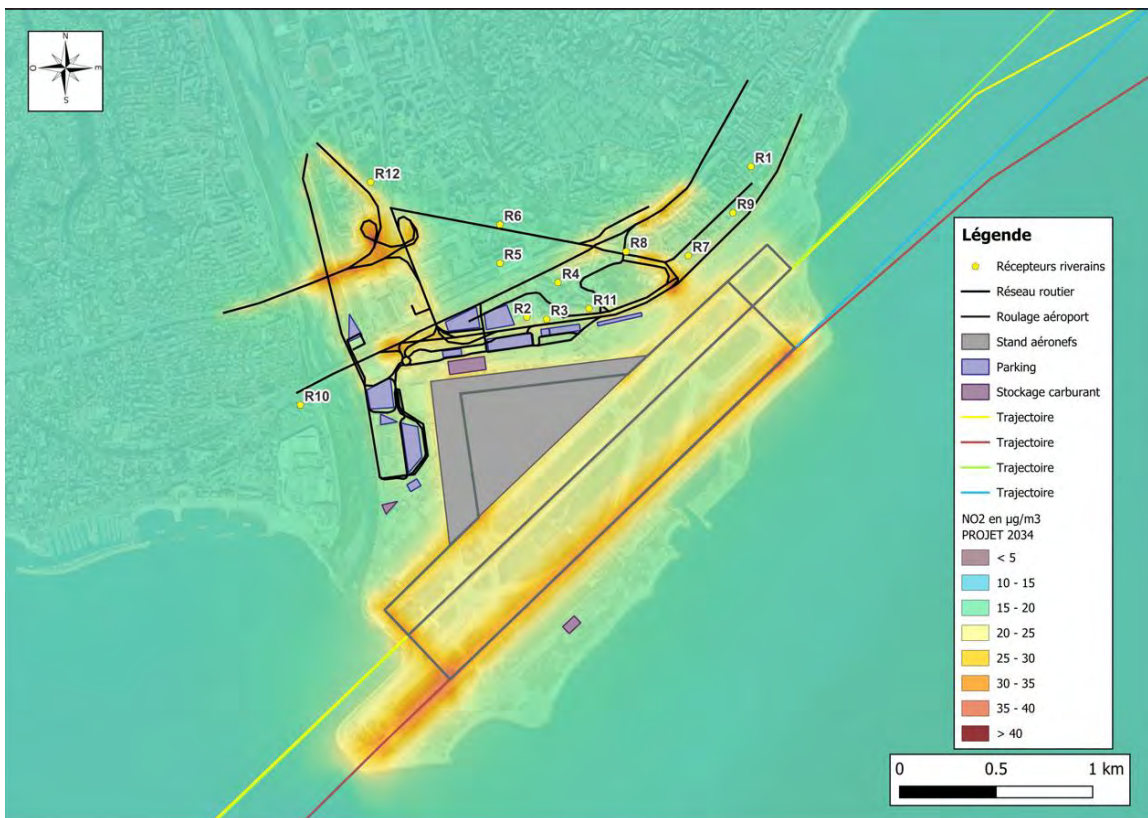 N
O
m
S
R1
R12
R9
R6
R8
R7
R5
R4
R11
R2
R3
R10
Légende
Récepteurs riverains
Réseau routier
Roulage aéroport
Stand aéronefs
Parking
Stockage carburant
Trajectoire
Trajectoire
Trajectoire
Trajectoire
NO2 en µg/m3
PROJET 2034
< 5
10 - 15
15 - 20
20 - 25
25 - 30
30 - 35
35 - 40
> 40
0 0.5 1 km